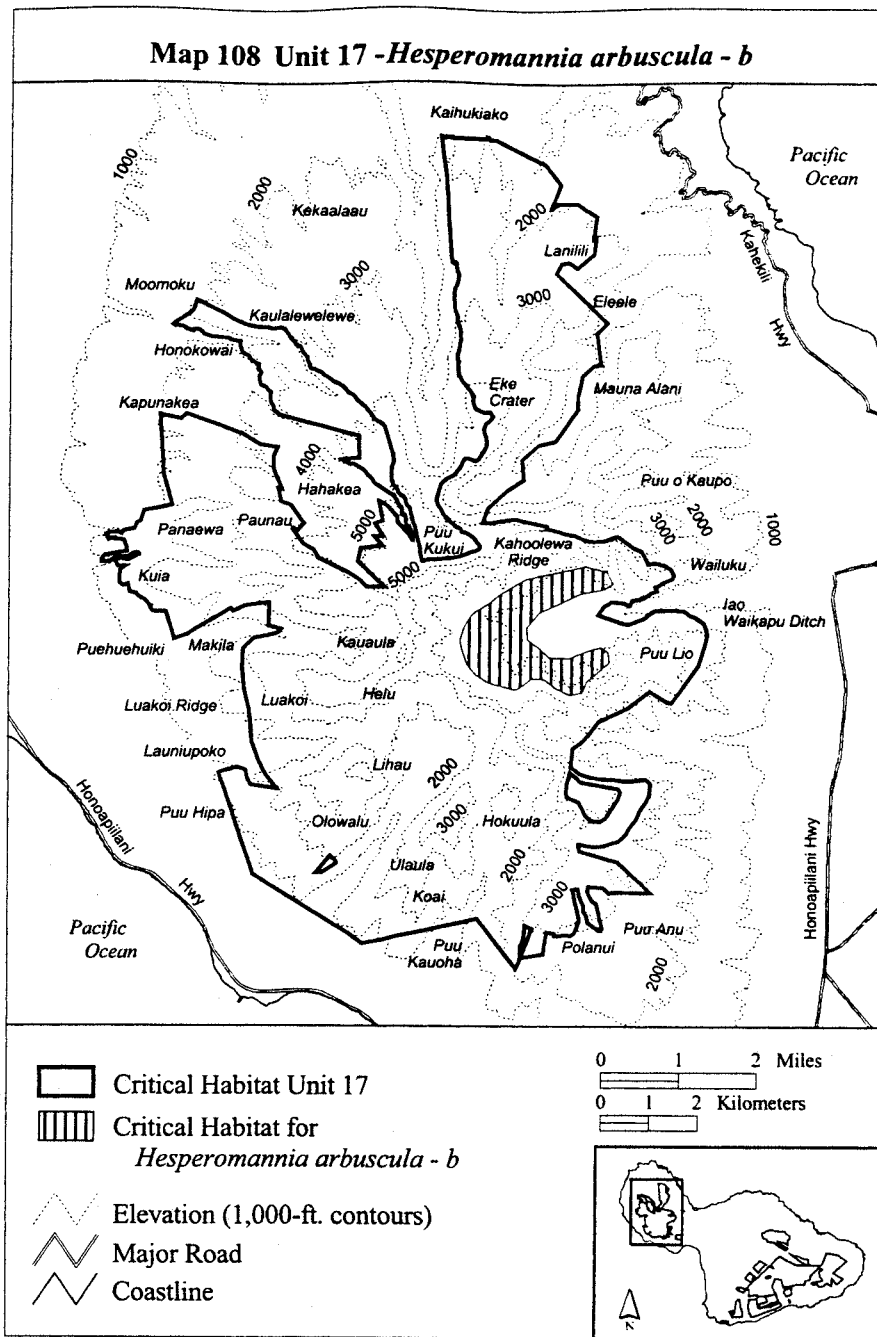 Map 108 Unit 17 -Hesperomannia arbuscula - b
Kaihukiako
Pacific
Ocean
1000
2000
Kekaalaau
2000
Lanilili
Kahekili
Hwy
3000
Moomoku
Kaulalewelewe
3000
Eleele
Honokowai
Eke
Crater
Mauna Alani
Kapunakea
4000
Hahakea
Puu o Kaupo
3000
2000
1000
Panaewa
Paunau
5000
Puu
Kukui
Kahoolewa
Ridge
Wailuku
Kuia
5000
Iao
Waikapu Ditch
Puehuehuiki
Makila
Kauaula
Puu Lio
Luakoi Ridge
Luakoi
Helu
Launiupoko
Lihau
2000
Honoapiilani
Hwy
Puu Hipa
Olowalu
3000
Hokuula
Honoapiilani Hwy
Ulaula
2000
Koai
3000
Pacific
Ocean
Puu
Kauoha
Polanui
Puu Anu
2000
Critical Habitat Unit 17
Critical Habitat for
Hesperomannia arbuscula - b
Elevation (1,000-ft. contours)
Major Road
Coastline
0 1 2 Miles
0 1 2 Kilometers
N